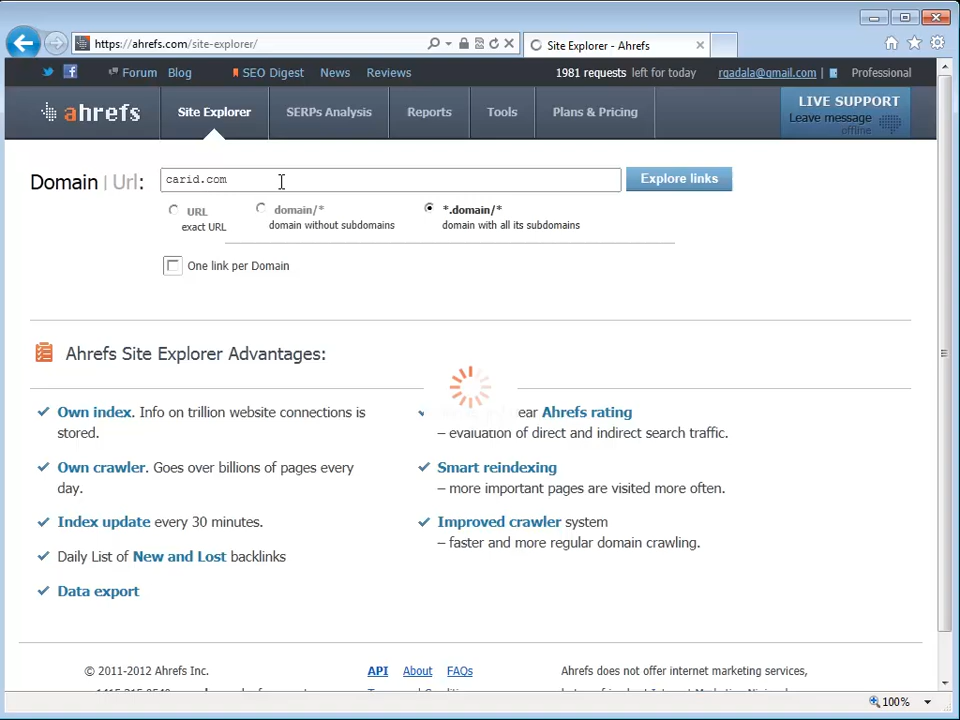 https://ahrefs.com/site-explorer/
Site Explorer - Ahrefs
Forum
Blog
SEO Digest
News
Reviews
1981 requests left for today
rgadala@gmail.com
Professional
ahrefs
Site Explorer
SERPs Analysis
Reports
Tools
Plans & Pricing
LIVE SUPPORT
Leave message
offline
Domain | Url:
carid.com
Explore links
URL
exact URL
domain/*
domain without subdomains
*.domain/*
domain with all its subdomains
One link per Domain
Ahrefs Site Explorer Advantages:
Own index. Info on trillion website connections is
stored.
Own crawler. Goes over billions of pages every
day.
Index update every 30 minutes.
Daily List of New and Lost backlinks
Data export
ear Ahrefs rating
– evaluation of direct and indirect search traffic.
Smart reindexing
– more important pages are visited more often.
Improved crawler system
– faster and more regular domain crawling.
© 2011-2012 Ahrefs Inc.
API
About
FAQs
Ahrefs does not offer internet marketing services,
100%